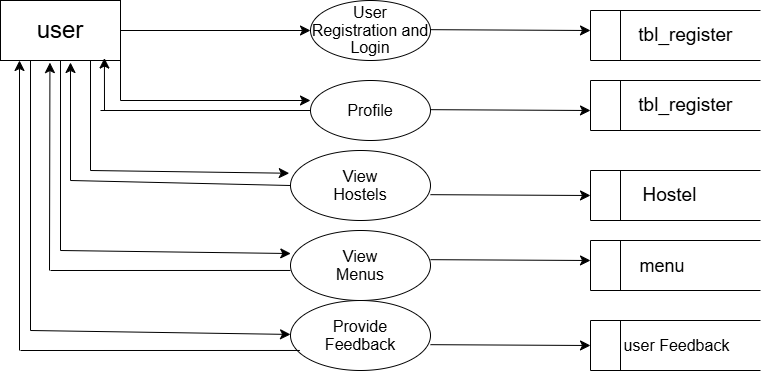 user
User
Registration and
Login
tbl_register
Profile
tbl_register
View
Hostels
Hostel
View
Menus
menu
Provide
Feedback
user Feedback